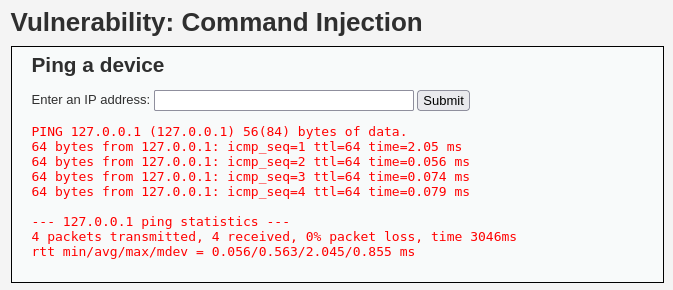 Vulnerability: Command Injection
Ping a device
Enter an IP address: Submit
PING 127.0.0.1 (127.0.0.1) 56(84) bytes of data.
64 bytes from 127.0.0.1: icmp_seq=1 ttl=64 time=2.05 ms
64 bytes from 127.0.0.1: icmp_seq=2 ttl=64 time=0.056 ms
64 bytes from 127.0.0.1: icmp_seq=3 ttl=64 time=0.074 ms
64 bytes from 127.0.0.1: icmp_seq=4 ttl=64 time=0.079 ms
--- 127.0.0.1 ping statistics ---
4 packets transmitted, 4 received, 0% packet loss, time 3046ms
rtt min/avg/max/mdev = 0.056/0.563/2.045/0.855 ms